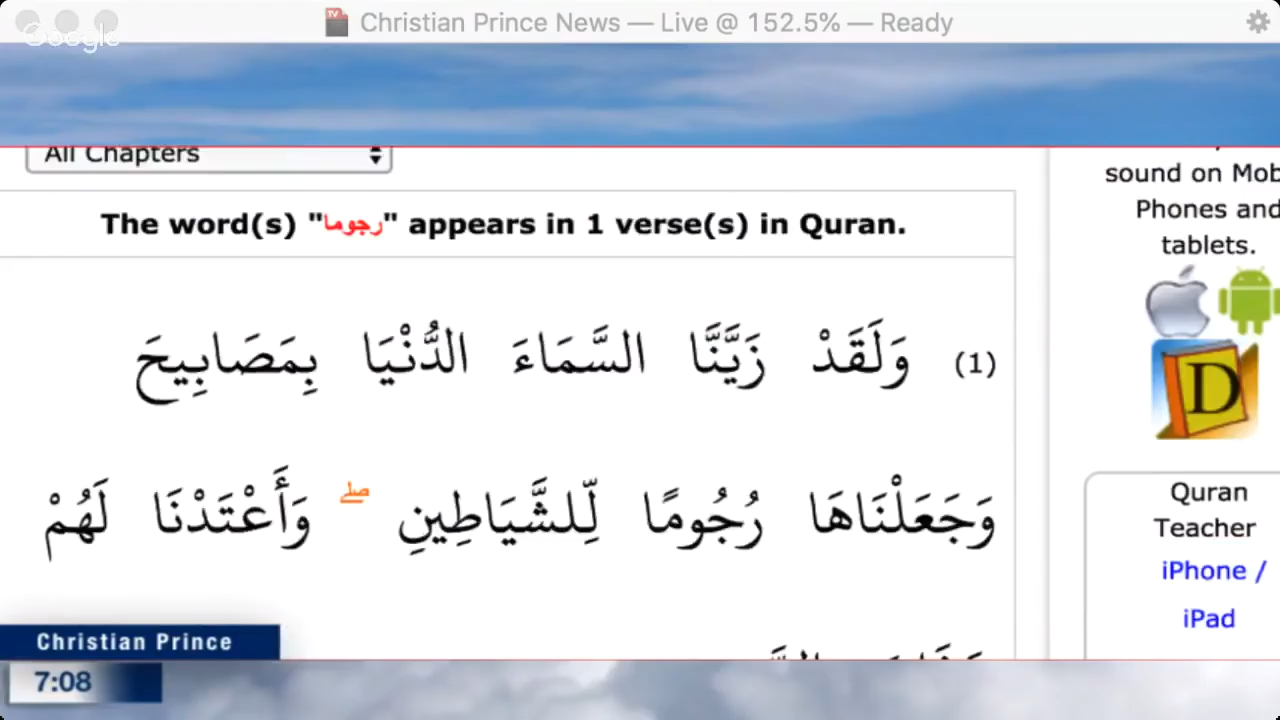 Christian Prince News — Live @ 152.5% — Ready
Google
All Chapters
The word(s) "رجوما" appears in 1 verse(s) in Quran.
(1) وَلَقَدْ زَيَّنَّا السَّمَاءَ الدُّنْيَا بِمَصَابِيحَ
وَجَعَلْنَاهَا رُجُومًا لِّلشَّيَاطِينِ ۖ وَأَعْتَدْنَا لَهُمْ
sound on Mob
Phones and
tablets.
D
Quran
Teacher
iPhone /
iPad
Christian Prince
7:08